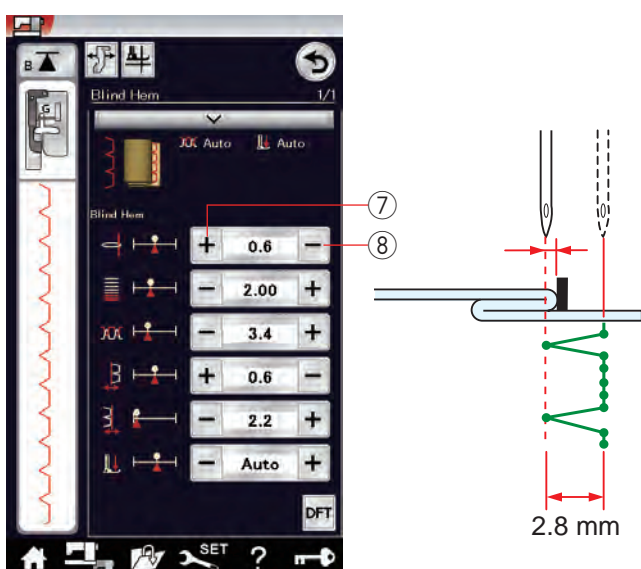 B
G
Blind Hem 1/1
Auto Auto
Blind Hem
+ 0.6 −
⑦
⑧
− 2.00 +
− 3.4 +
+ 0.6 −
− 2.2 +
− Auto +
DFT
SET ?
2.8 mm